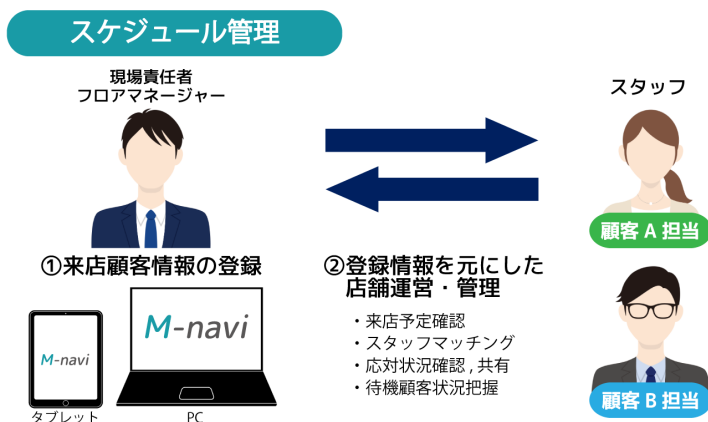 スケジュール管理
現場責任者
フロアマネージャー
①来店顧客情報の登録
M-navi
M-navi
タブレット
PC
②登録情報を元にした
店舗運営・管理
・来店予定確認
・スタッフマッチング
・応対状況確認 , 共有
・待機顧客状況把握
スタッフ
顧客 A 担当
顧客 B 担当